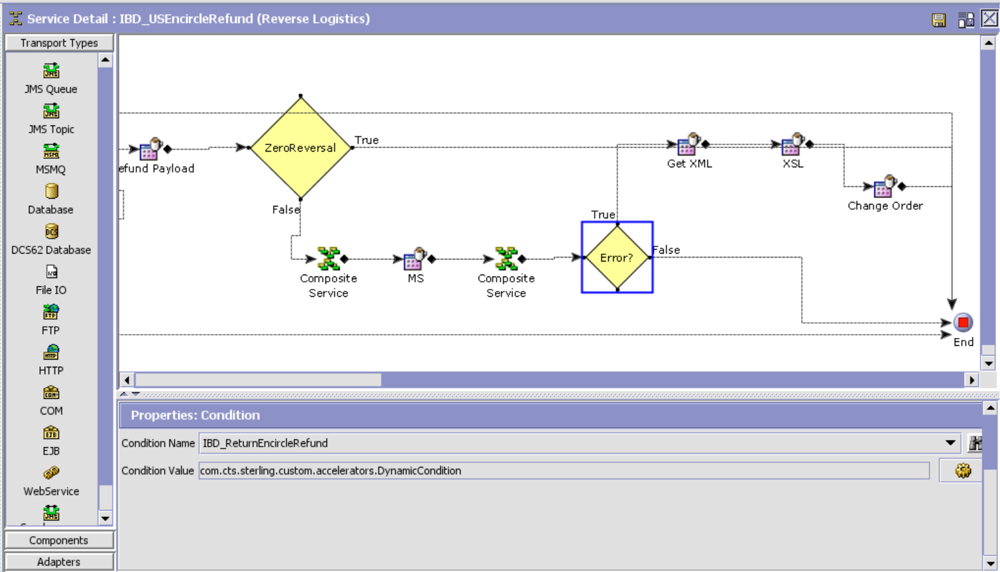 Service Detail : IBD_USEncircleRefund (Reverse Logistics)
Transport Types
JMS Queue
JMS Topic
MSMQ
Database
DCS62 Database
File IO
FTP
HTTP
COM
EJB
WebService
Components
Adapters
efund Payload
ZeroReversal
True
False
Composite
Service
MS
Composite
Service
Error?
True
False
Get XML
XSL
Change Order
End
Properties: Condition
Condition Name IBD_ReturnEncircleRefund
Condition Value com.cts.sterling.custom.accelerators.DynamicCondition